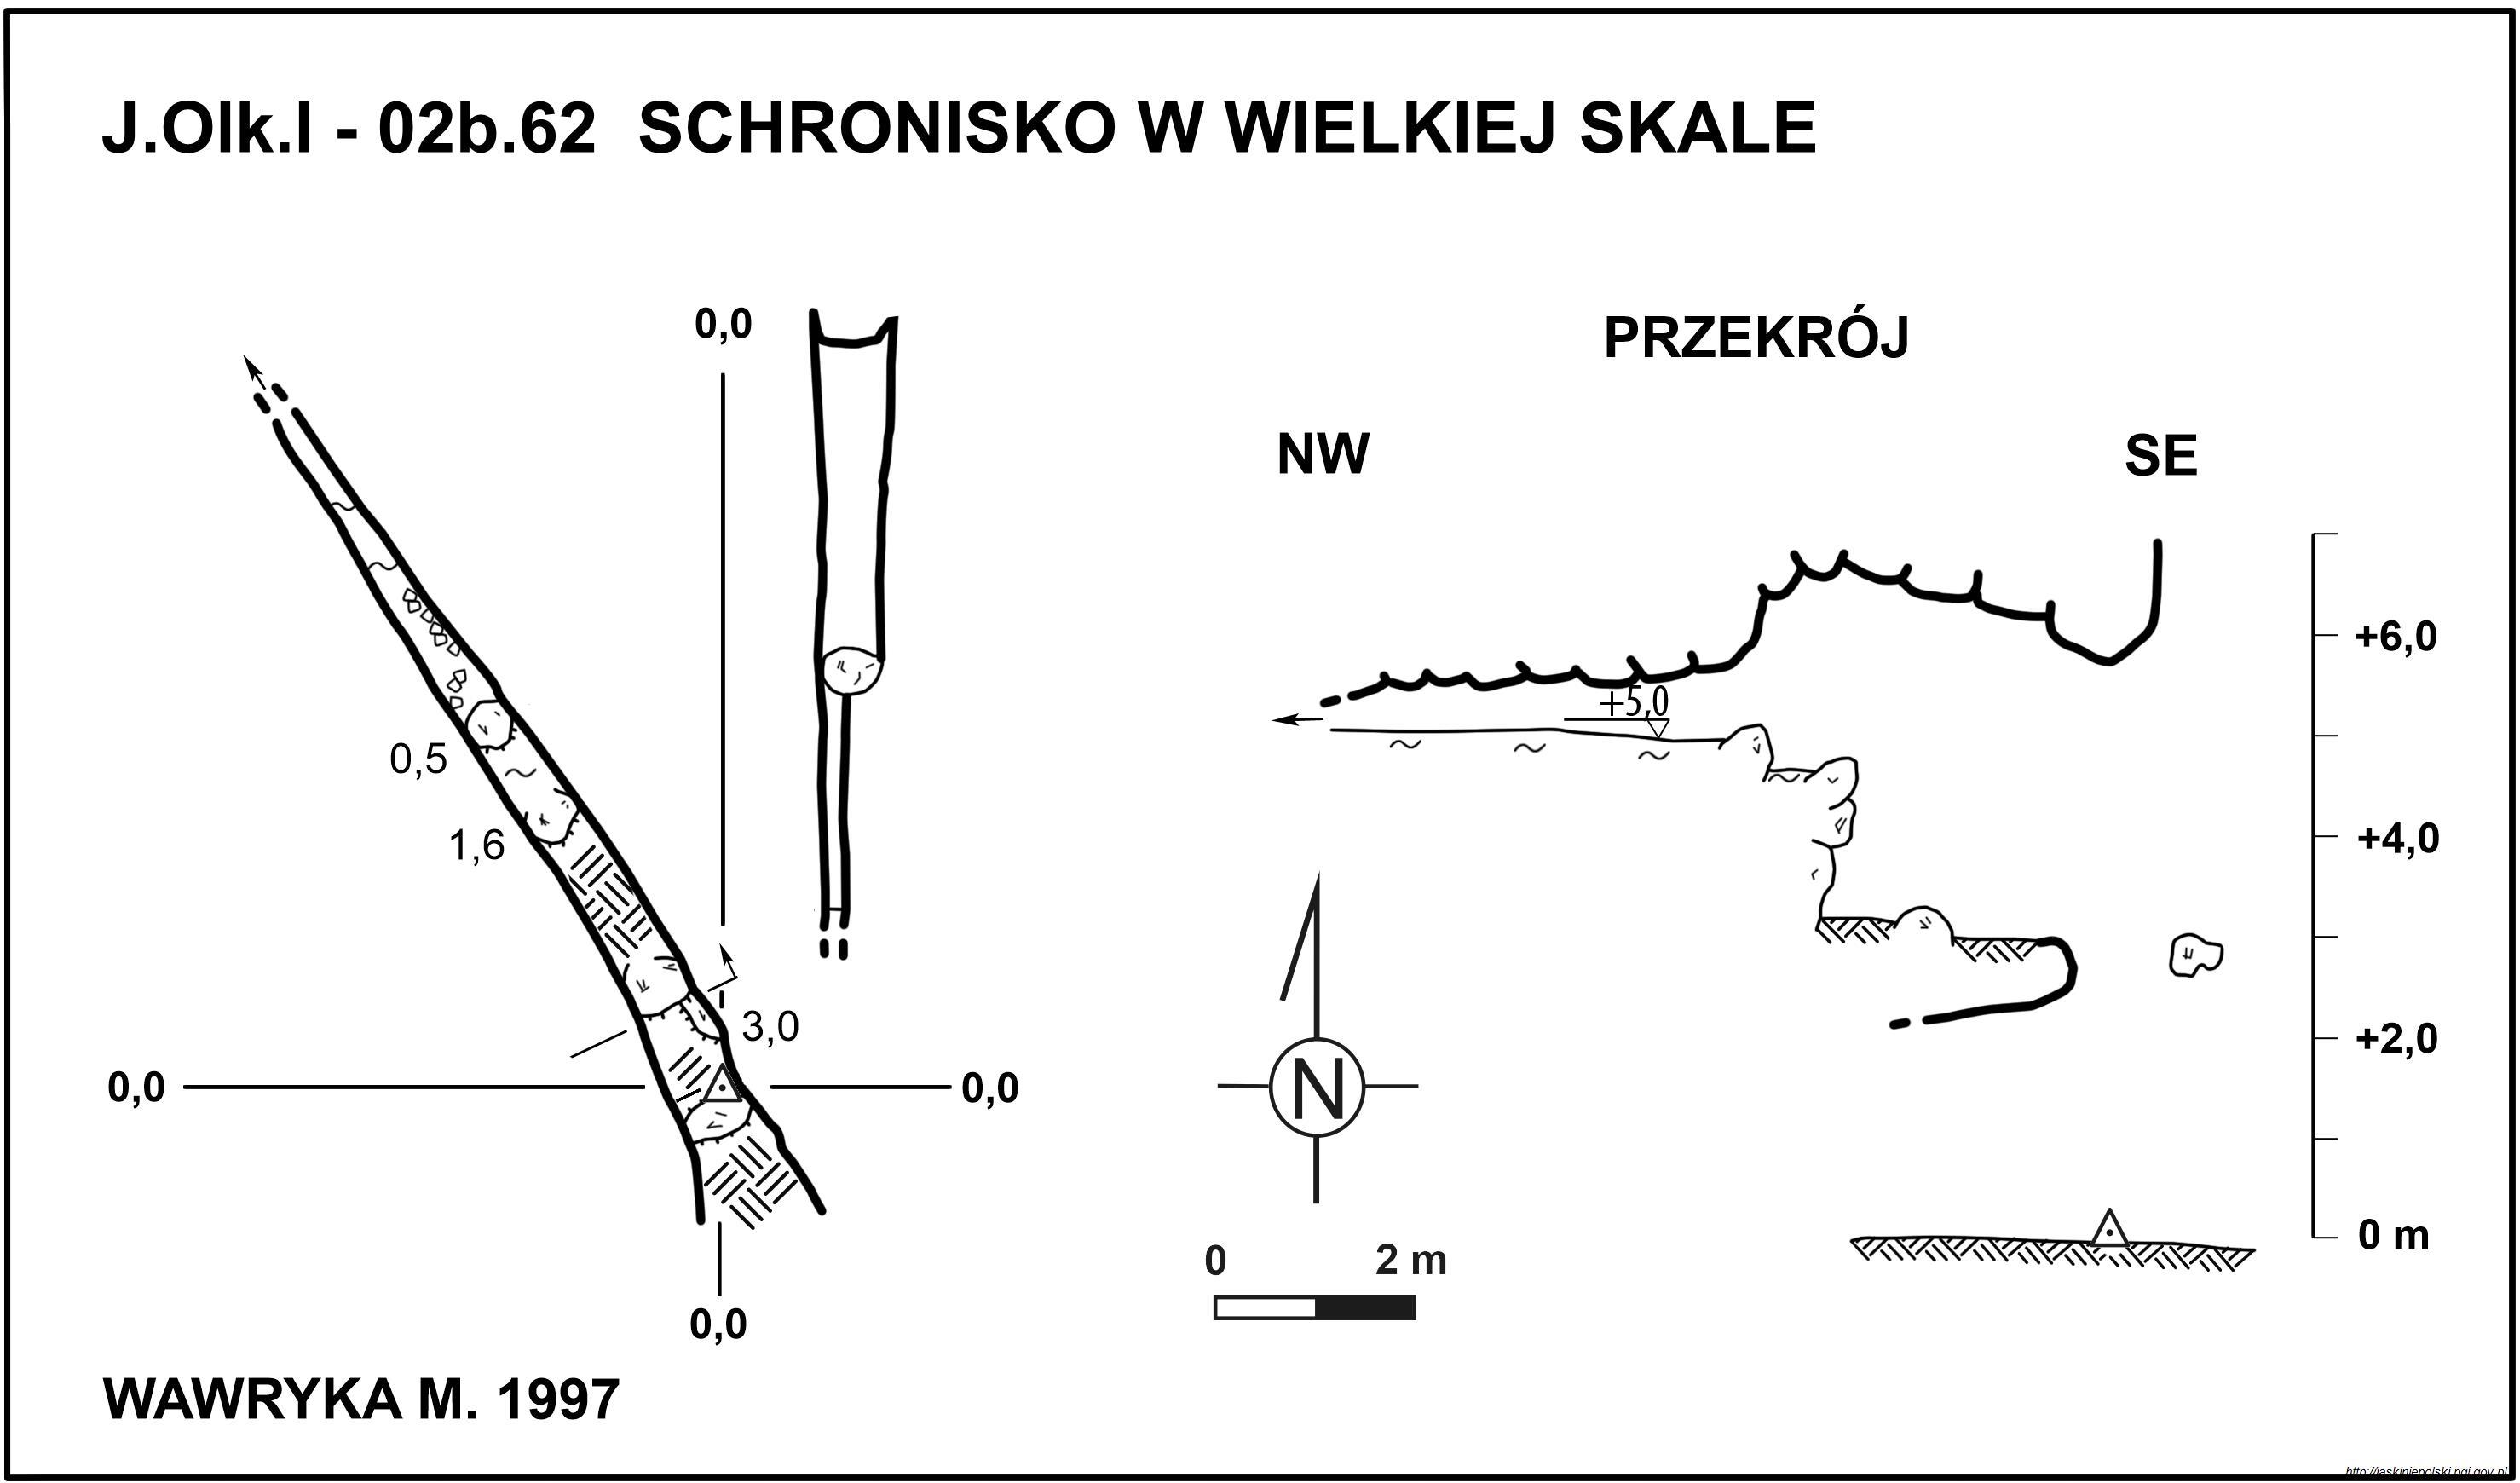 J.Olk.I - 02b.62 SCHRONISKO W WIELKIEJ SKALE
0,0
PRZEKRÓJ
NW
SE
+6,0
+5,0
0,5
1,6
+4,0
3,0
+2,0
0,0
0,0
N
0 m
0
2 m
0,0
WAWRYKA M. 1997
http://jaskiniepolski.pgi.gov.pl